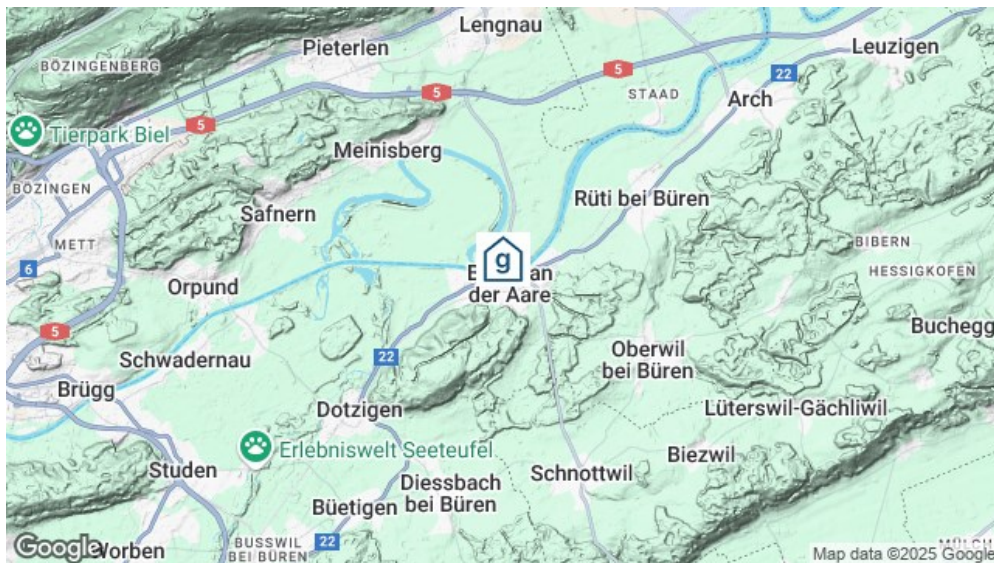 Lengnau
Pieterlen
Leuzigen
BÖZINGENBERG
5
5
22
STAAD
Arch
5
Tierpark Biel
Meinisberg
BÖZINGEN
Rüti bei Büren
Safnern
METT
BIBERN
g
6
an
der Aare
HESSIGKOFEN
Orpund
5
Buchegg
Schwadernau
22
Oberwil
bei Büren
Brügg
Dotzigen
Lüterswil-Gächliwil
Erlebniswelt Seeteufel
Biezwil
Studen
Schnottwil
Diessbach
bei Büren
Büetigen
BUSSWIL
BEI BÜREN
22
Google
Worben
Map data ©2025 Google